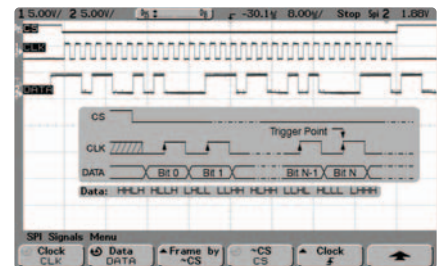 1 5.00V/ 2 5.00V/ -30.1 8.00 / Stop Spi 2 1.88V
CS
CLK
DATA
CS
Trigger Point
CLK
DATA Bit 0 Bit 1 Bit N-1 Bit N
Data: HHLH HLLH LHLL LLHH HLHH LLHL HLLL LHHH
SPI Signals Menu
Clock Data Frame by ~CS Clock
CLK DATA ~CS CS